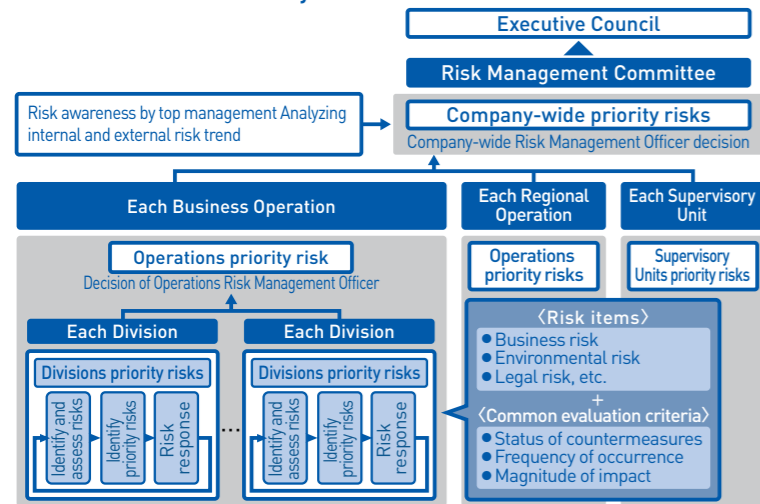 Executive Council
Risk Management Committee
Risk awareness by top management Analyzing
internal and external risk trend
Company-wide priority risks
Company-wide Risk Management Officer decision
Each Business Operation
Each Regional
Operation
Each Supervisory
Unit
Operations priority risk
Decision of Operations Risk Management Officer
Operations
priority risks
Supervisory
Units priority risks
Each Division
Each Division
Divisions priority risks
Identify and
assess risks
Identify
priority risks
Risk
response
...
Divisions priority risks
Identify and
assess risks
Identify
priority risks
Risk
response
〈Risk items〉
● Business risk
● Environmental risk
● Legal risk, etc.
+
〈Common evaluation criteria〉
● Status of countermeasures
● Frequency of occurrence
● Magnitude of impact